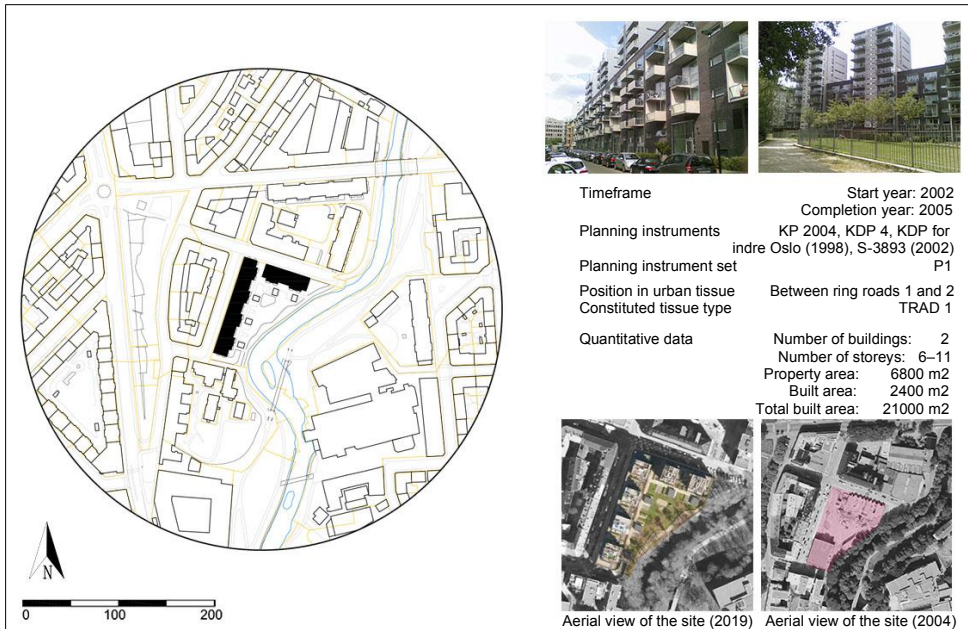 Timeframe Start year: 2002
Completion year: 2005
Planning instruments KP 2004, KDP 4, KDP for
indre Oslo (1998), S-3893 (2002)
Planning instrument set P1
Position in urban tissue Between ring roads 1 and 2
Constituted tissue type TRAD 1
Quantitative data Number of buildings: 2
Number of storeys: 6–11
Property area: 6800 m2
Built area: 2400 m2
Total built area: 21000 m2
N
0 100 200
Aerial view of the site (2019) Aerial view of the site (2004)